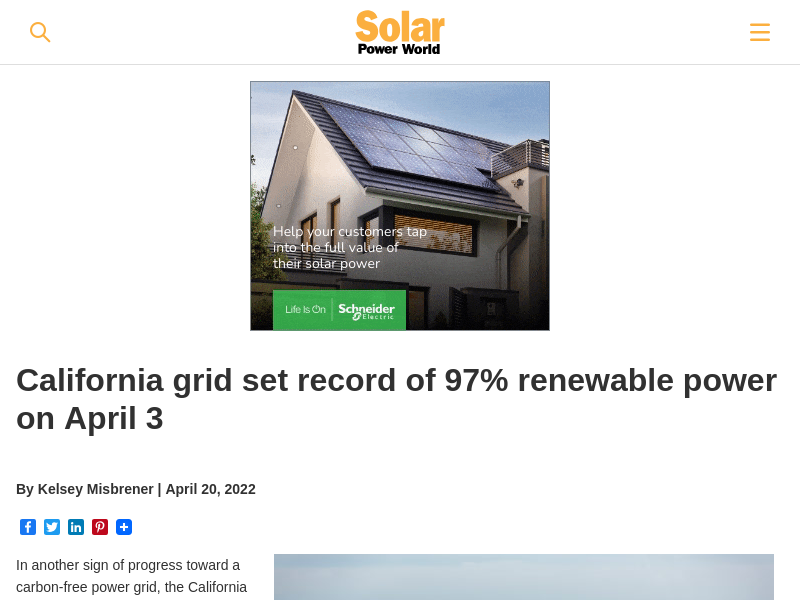 Solar
Power World
Help your customers tap
into the full value of
their solar power
Life Is On
Schneider
Electric
California grid set record of 97% renewable power
on April 3
By Kelsey Misbrener | April 20, 2022
In another sign of progress toward a
carbon-free power grid, the California